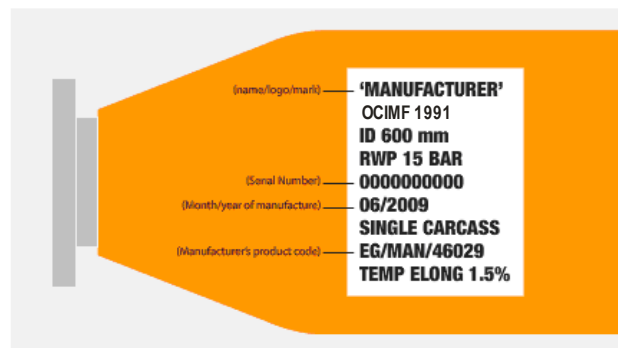 (name/logo/mark) 'MANUFACTURER'
OCIMF 1991
ID 600 mm
RWP 15 BAR
(Serial Number) 0000000000
(Month/year of manufacture) 06/2009
SINGLE CARCASS
(Manufacturer's product code) EG/MAN/46029
TEMP ELONG 1.5%